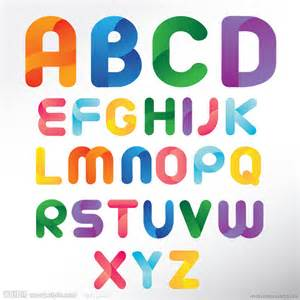 ABCD
EFGHIJK
LMNOPQ
RSTUVW
XYZ